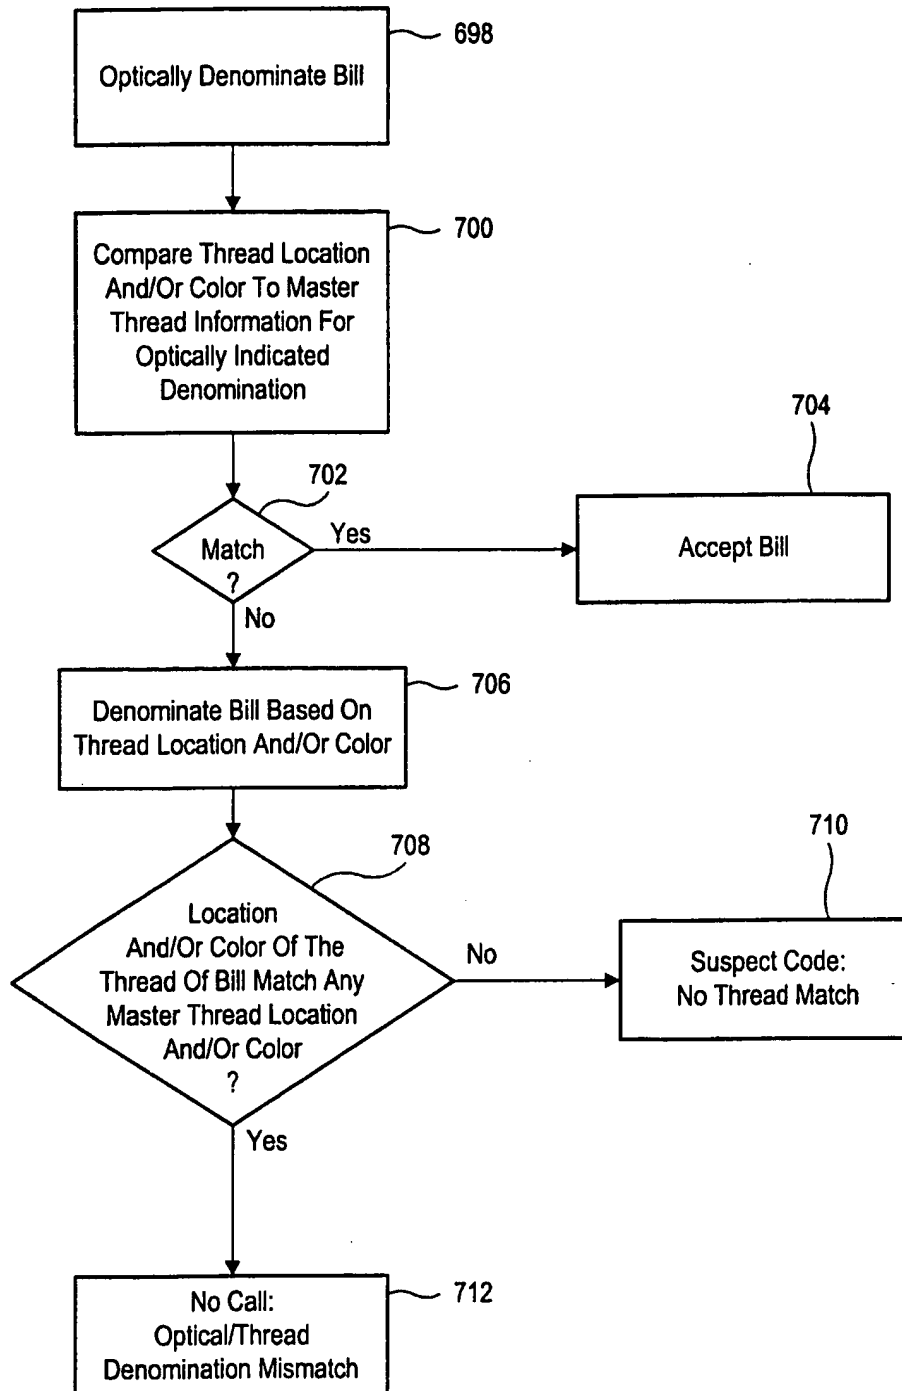 698
Optically Denominate Bill
700
Compare Thread Location
And/Or Color To Master
Thread Information For
Optically Indicated
Denomination
704
702
Match
?
Yes
Accept Bill
No
706
Denominate Bill Based On
Thread Location And/Or Color
708
710
Location
And/Or Color Of The
Thread Of Bill Match Any
Master Thread Location
And/Or Color
?
No
Suspect Code:
No Thread Match
Yes
712
No Call:
Optical/Thread
Denomination Mismatch